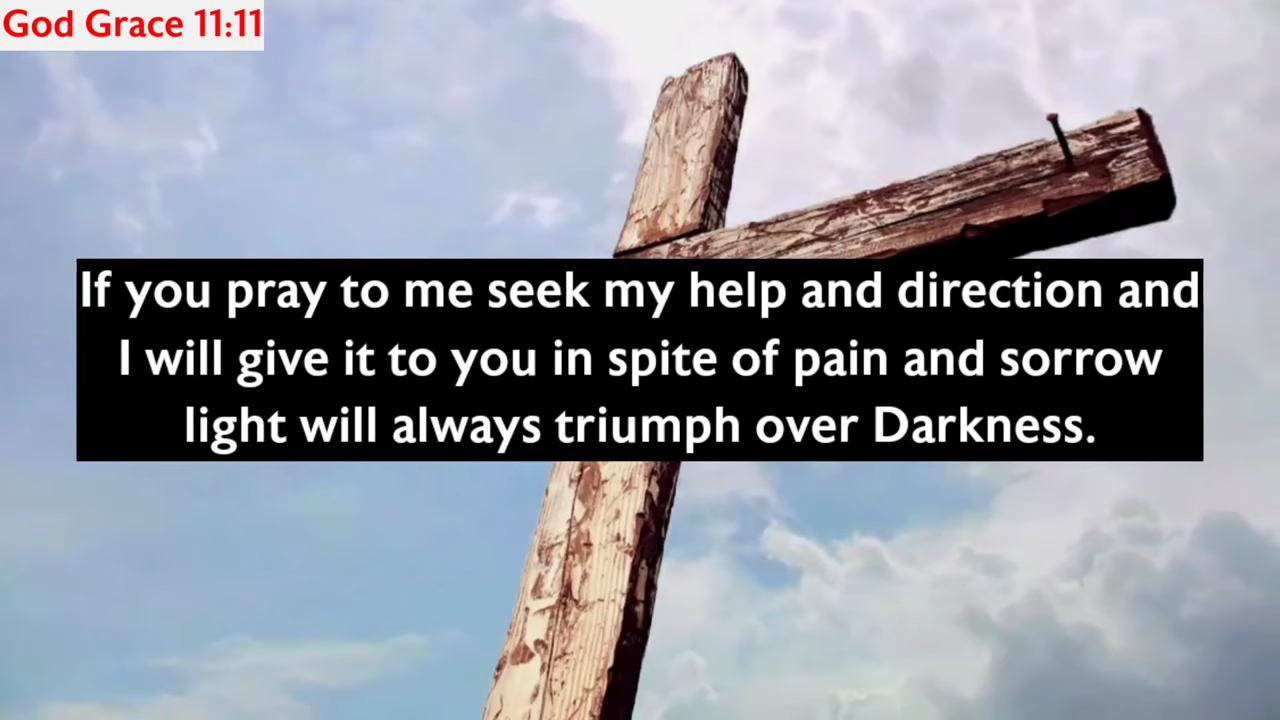 God Grace 11:11
If you pray to me seek my help and direction and
I will give it to you in spite of pain and sorrow
light will always triumph over Darkness.